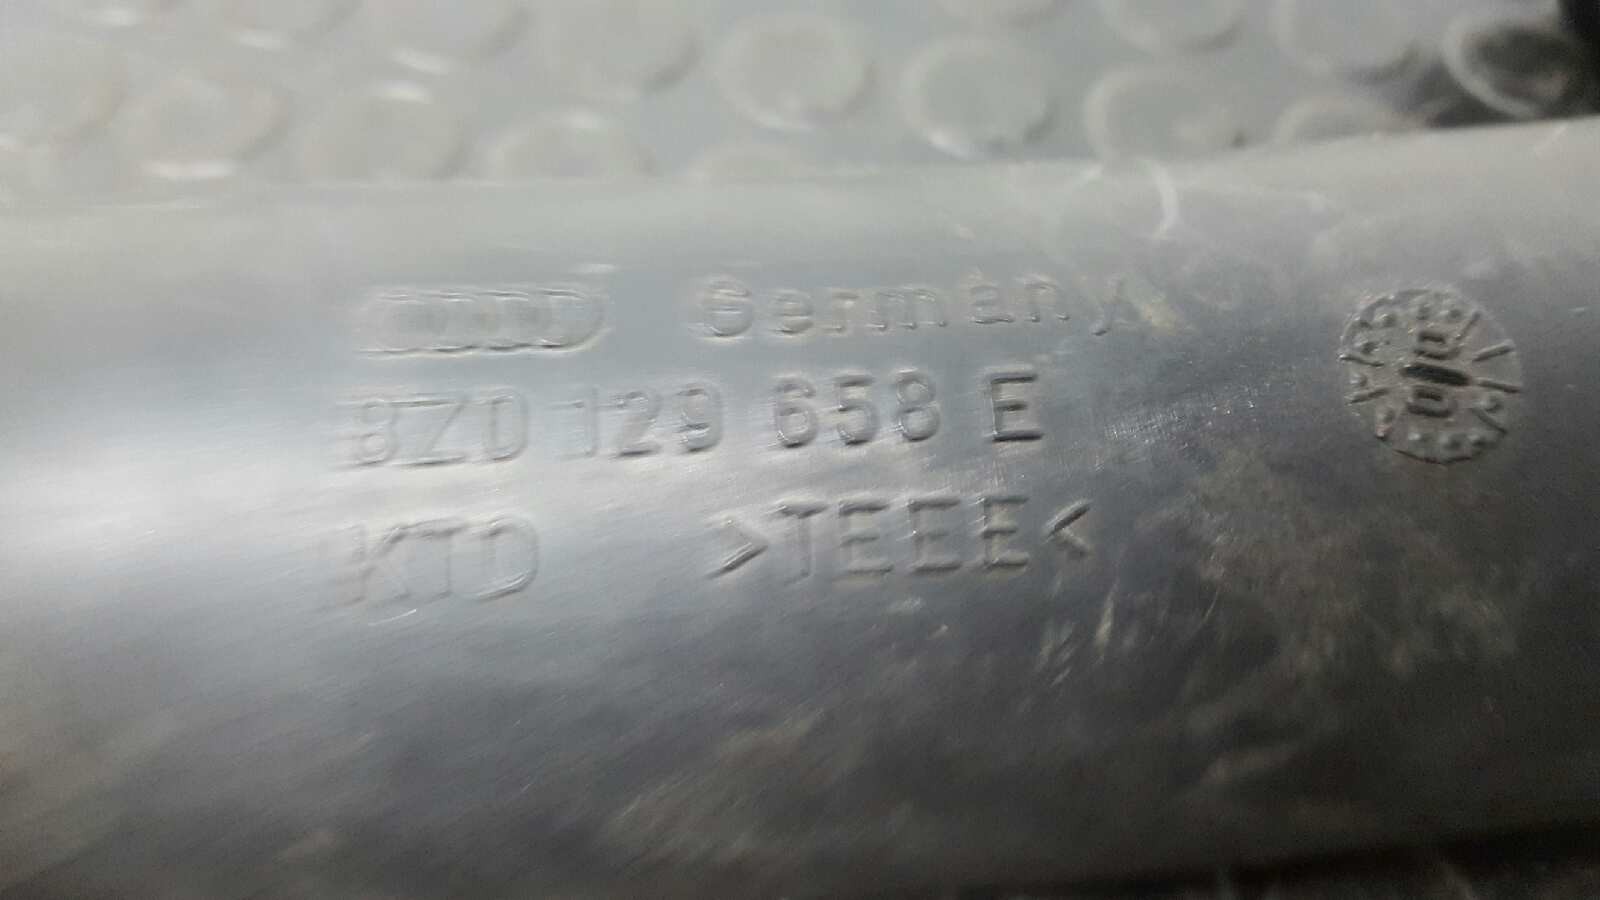 Germany
8Z0 129 658 E
KTD >TEEE<